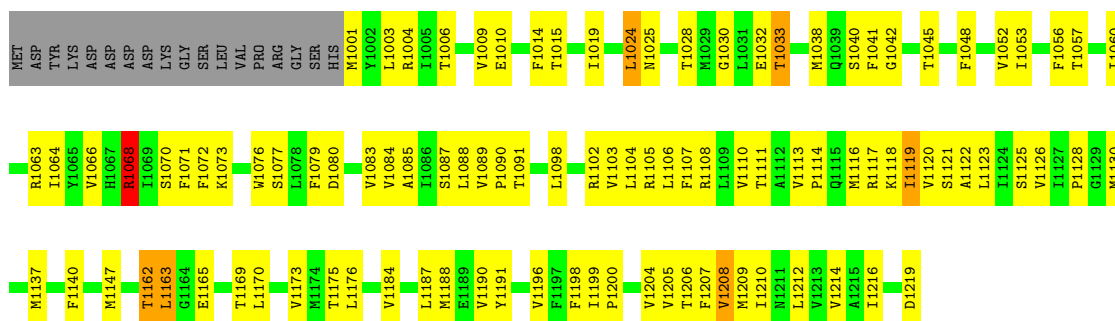 MET ASP TYR LYS ASP ASP ASP ASP LYS GLY SER LEU VAL PRO ARG GLY SER HIS M1001 Y1002 L1003 R1004 I1005 T1006 V1009 E1010 F1014 T1015 I1019 L1024 N1025 T1028 M1029 G1030 L1031 E1032 T1033 M1038 Q1039 S1040 F1041 G1042 T1045 F1048 V1052 I1053 F1056 T1057
R1063 I1064 Y1065 V1066 H1067 R1068 I1069 S1070 F1071 F1072 K1073 W1076 S1077 L1078 F1079 D1080 V1083 V1084 A1085 I1086 S1087 L1088 V1089 P1090 T1091 L1098 R1102 V1103 L1104 R1105 L1106 F1107 R1108 L1109 V1110 T1111 A1112 V1113 P1114 Q1115 M1116 R1117 K1118 I1119 V1120 S1121 A1122 L1123 I1124 S1125 V1126 I1127 P1128 G1129
M1137 F1140 M1147 T1162 L1163 G1164 E1165 T1169 L1170 V1173 M1174 T1175 L1176 V1184 L1187 M1188 E1189 V1190 Y1191 V1196 F1197 F1198 I1199 P1200 V1204 V1205 T1206 F1207 V1208 M1209 I1210 N1211 L1212 V1213 V1214 A1215 I1216 D1219